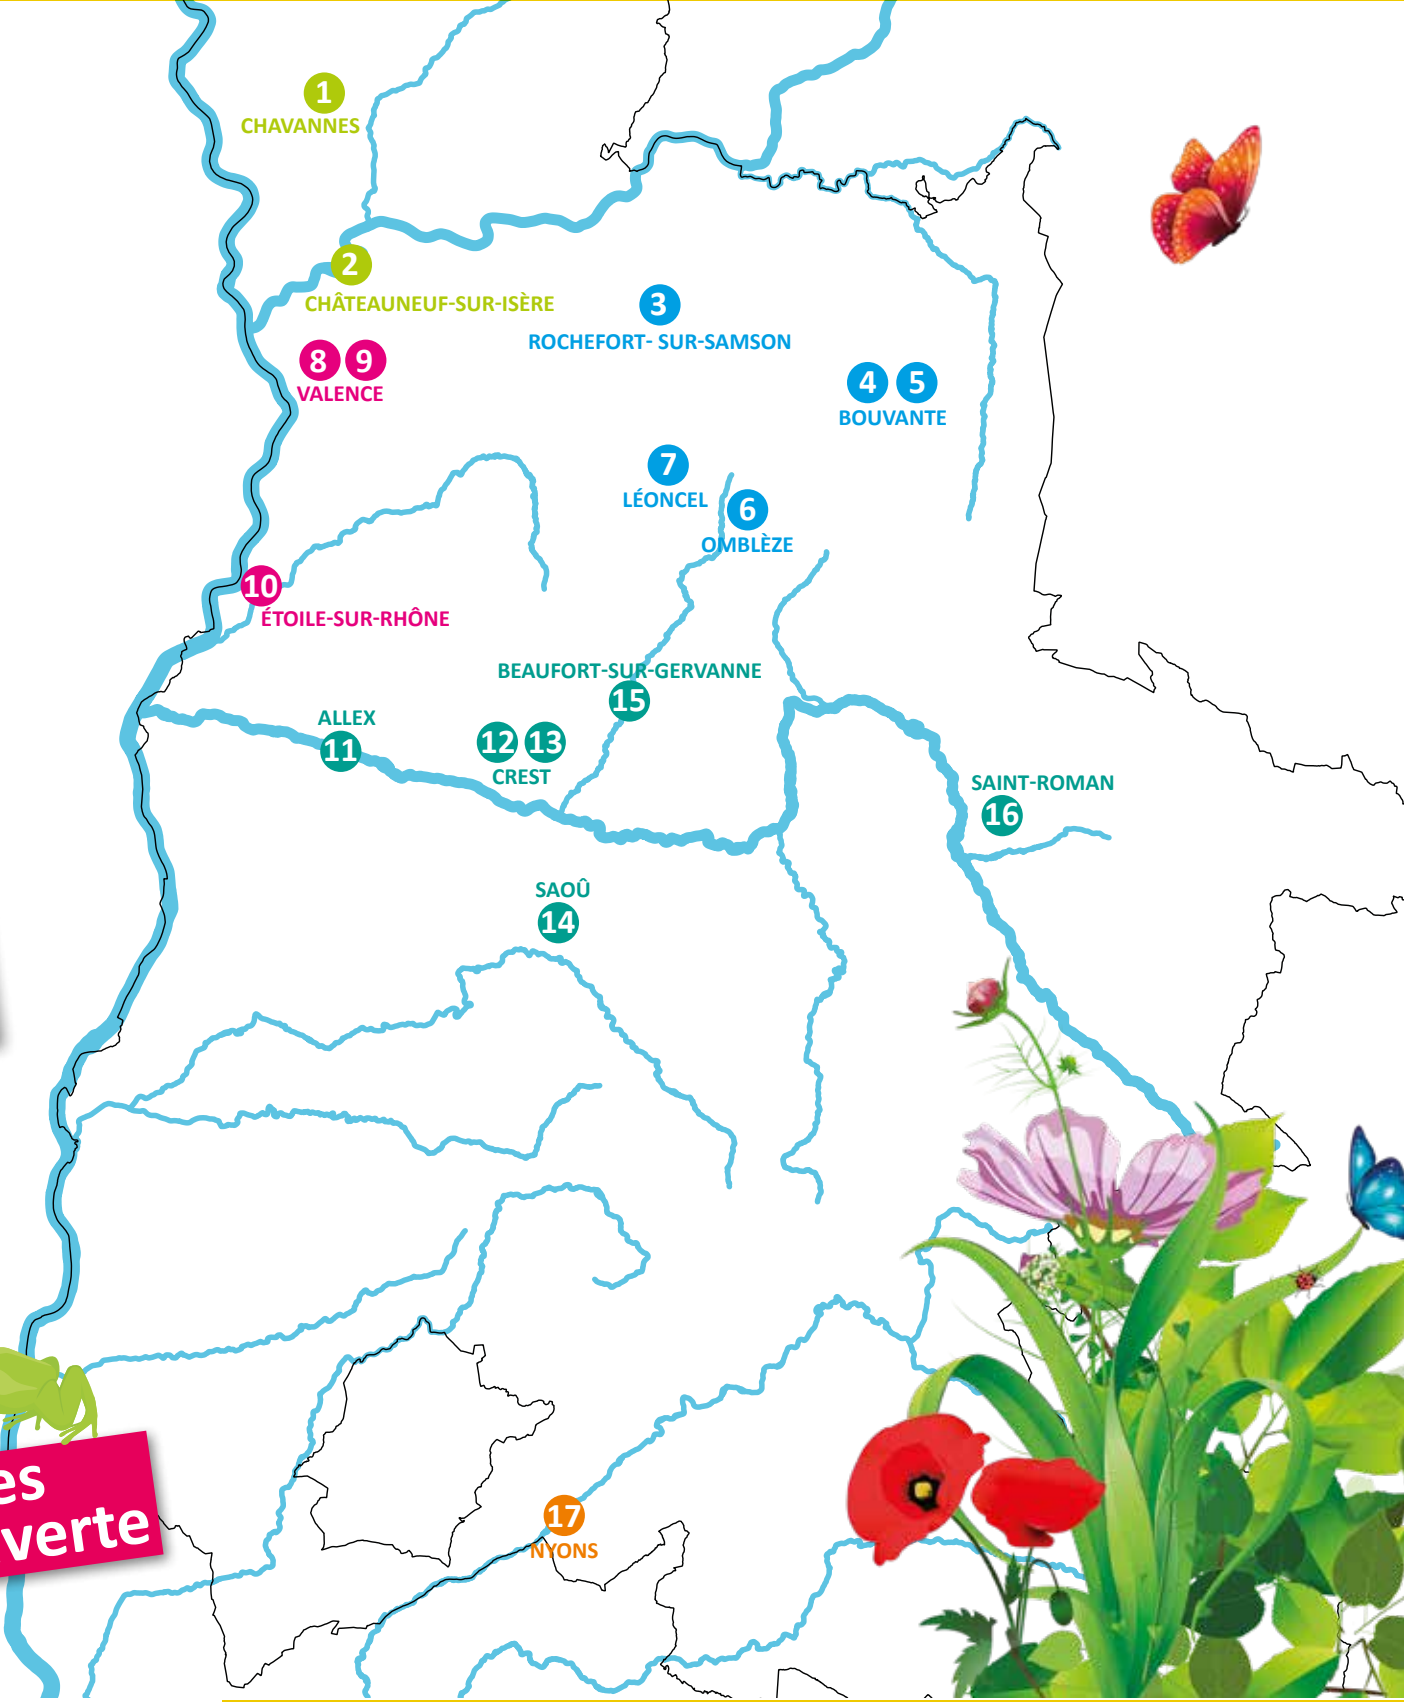 1
CHAVANNES
2
CHÂTEAUNEUF-SUR-ISÈRE
3
ROCHEFORT- SUR-SAMSON
8 9
VALENCE
4 5
BOUVANTE
7
LÉONCEL
6
OMBLÈZE
10
ÉTOILE-SUR-RHÔNE
BEAUFORT-SUR-GERVANNE
15
ALLEX
11
12 13
CREST
SAINT-ROMAN
16
SAOÛ
14
es
verte
17
NYONS